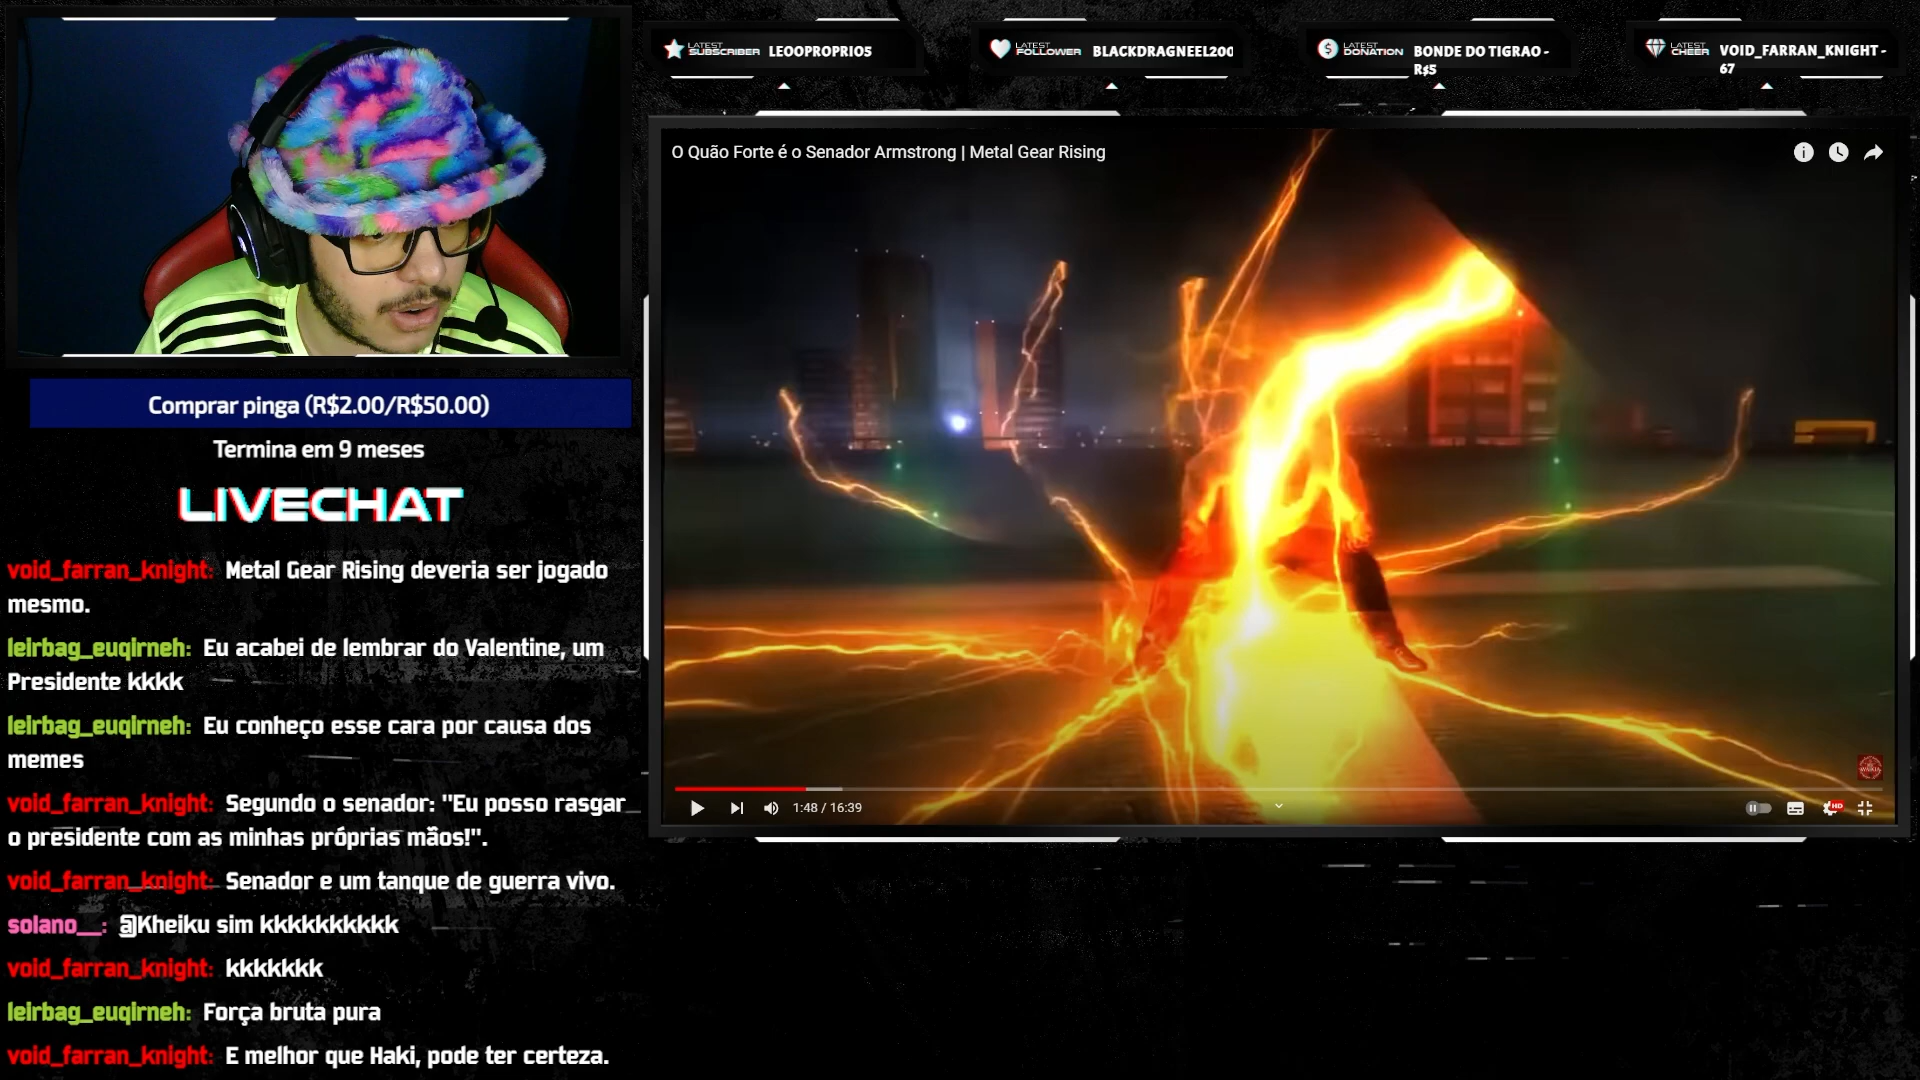 LATEST SUBSCRIBER LEOOPROPRIO5
LATEST FOLLOWER BLACKDRAGNEEL200
LATEST DONATION BONDE DO TIGRAO -
R$5
LATEST CHEER VOID_FARRAN_KNIGHT -
67
O Quão Forte é o Senador Armstrong | Metal Gear Rising
1:48 / 16:39
HD
Comprar pinga (R$2.00/R$50.00)
Termina em 9 meses
LIVECHAT
void_farran_knight: Metal Gear Rising deveria ser jogado
mesmo.
leirbag_euqirneh: Eu acabei de lembrar do Valentine, um
Presidente kkkk
leirbag_euqirneh: Eu conheço esse cara por causa dos
memes
void_farran_knight: Segundo o senador: "Eu posso rasgar
o presidente com as minhas próprias mãos!".
void_farran_knight: Senador e um tanque de guerra vivo.
solano__: @Kheiku sim kkkkkkkkkk
void_farran_knight: kkkkkkk
leirbag_euqirneh: Força bruta pura
void_farran_knight: E melhor que Haki, pode ter certeza.